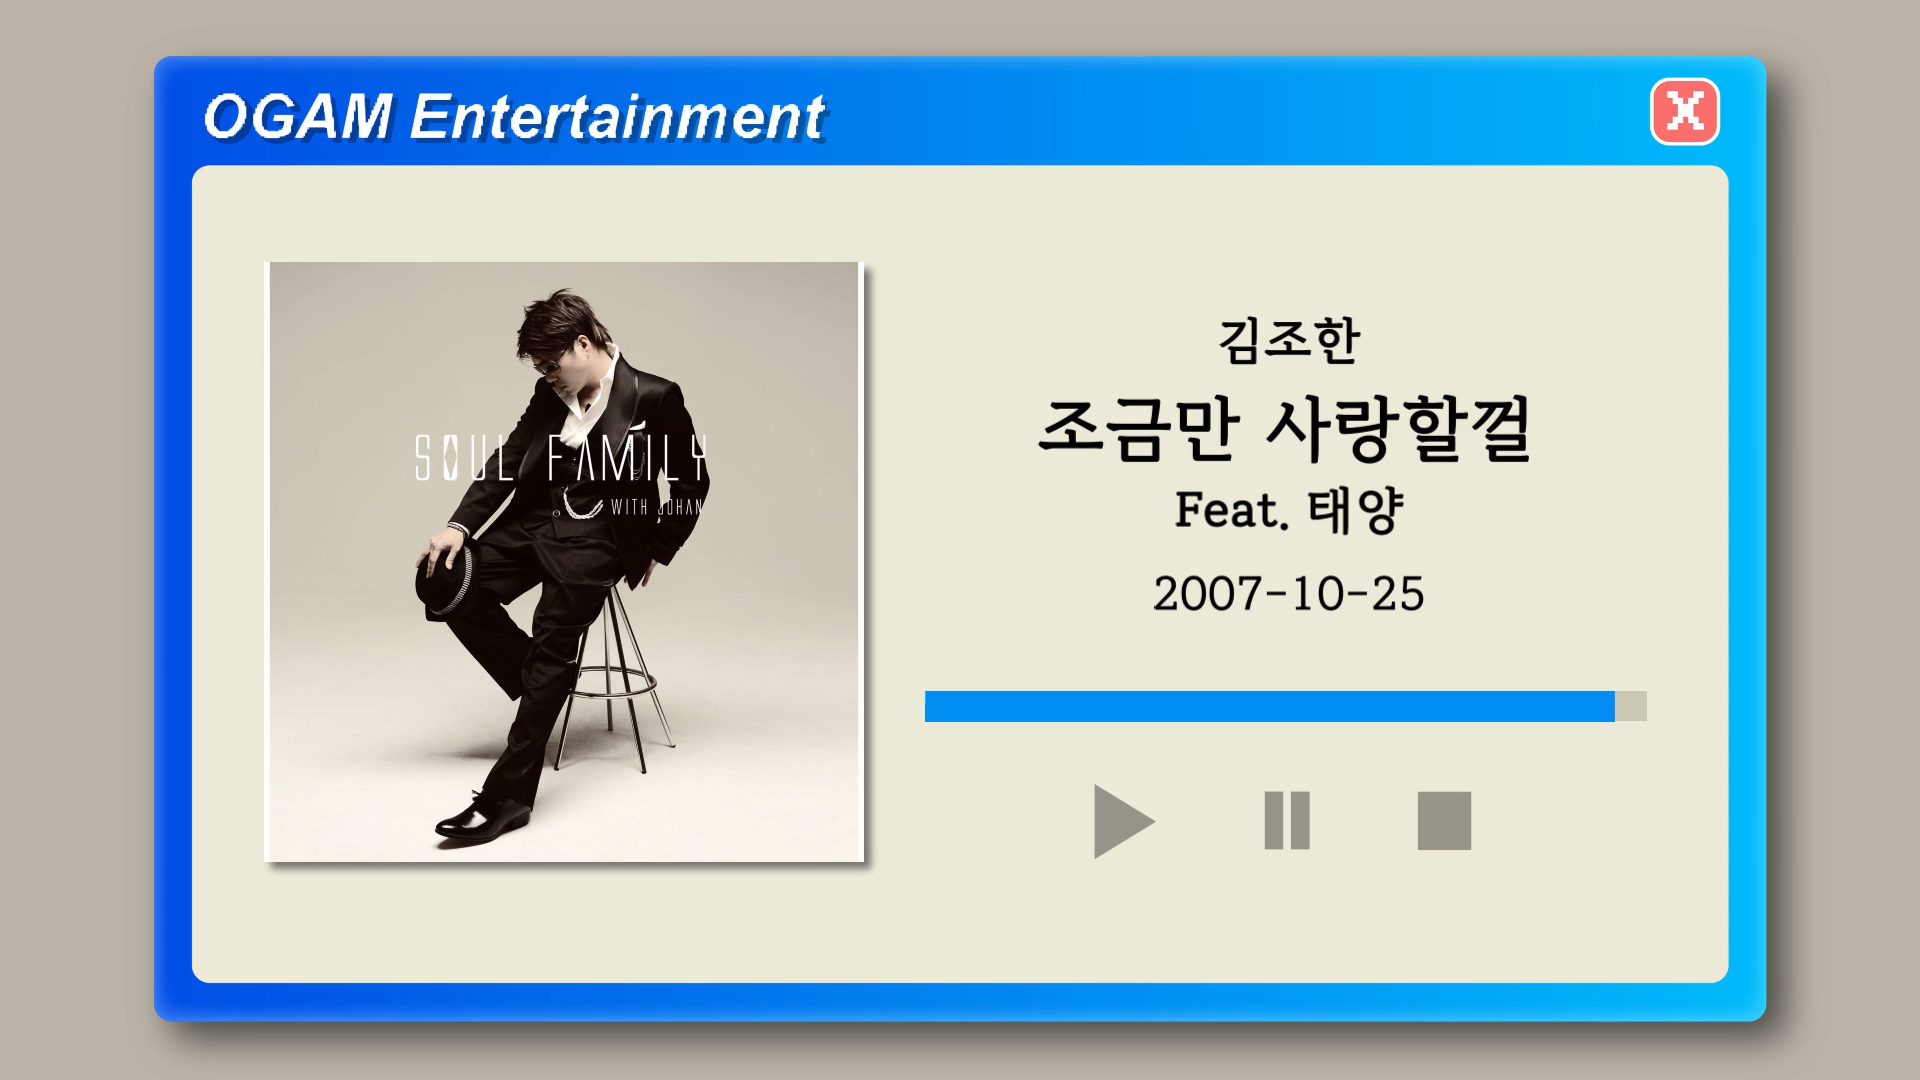 OGAM Entertainment
SOUL FAMILY
WITH JOHAN
김조한
조금만 사랑할껄
Feat. 태양
2007-10-25